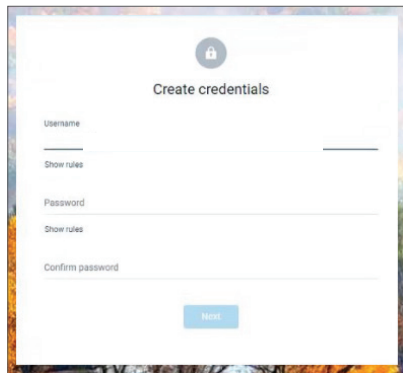 Create credentials
Username
Show rules
Password
Show rules
Confirm password
Next